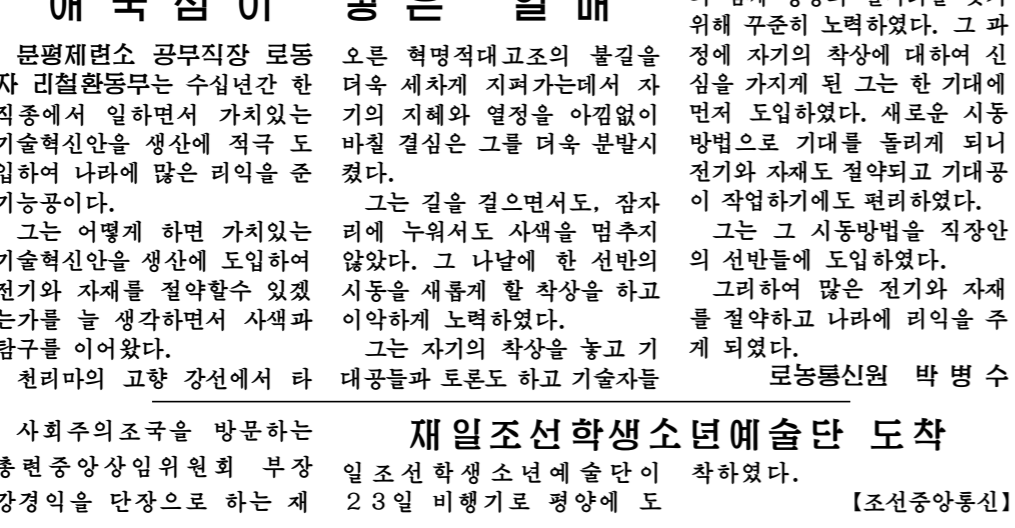 애국심이 낳은 열매
문평제련소 공무직장 로동
자 리철환동무는 수십년간 한
직종에서 일하면서 가치있는
기술혁신안을 생산에 적극 도
입하여 나라에 많은 리익을 준
기능공이다.
그는 어떻게 하면 가치있는
기술혁신안을 생산에 도입하여
전기와 자재를 절약할수 있겠
는가를 늘 생각하면서 사색과
탐구를 이어왔다.
천리마의 고향 강선에서 타
오른 혁명적대고조의 불길을
더욱 세차게 지펴가는데서 자
기의 지혜와 열정을 아낌없이
바칠 결심은 그를 더욱 분발시
켰다.
그는 길을 걸으면서도, 잠자
리에 누워서도 사색을 멈추지
않았다. 그 나날에 한 선반의
시동을 새롭게 할 착상을 하고
이악하게 노력하였다.
그는 자기의 착상을 놓고 기
대공들과 토론도 하고 기술자들
위해 꾸준히 노력하였다. 그 과
정에 자기의 착상에 대하여 신
심을 가지게 된 그는 한 기대에
먼저 도입하였다. 새로운 시동
방법으로 기대를 돌리게 되니
전기와 자재도 절약되고 기대공
이 작업하기에도 편리하였다.
그는 그 시동방법을 직장안
의 선반들에 도입하였다.
그리하여 많은 전기와 자재
를 절약하고 나라에 리익을 주
게 되였다.
로농통신원 박병수
재일조선학생소년예술단 도착
사회주의조국을 방문하는
총련중앙상임위원회 부장
강경익을 단장으로 하는 재
일조선학생소년예술단이
23일 비행기로 평양에 도
착하였다.
【조선중앙통신】